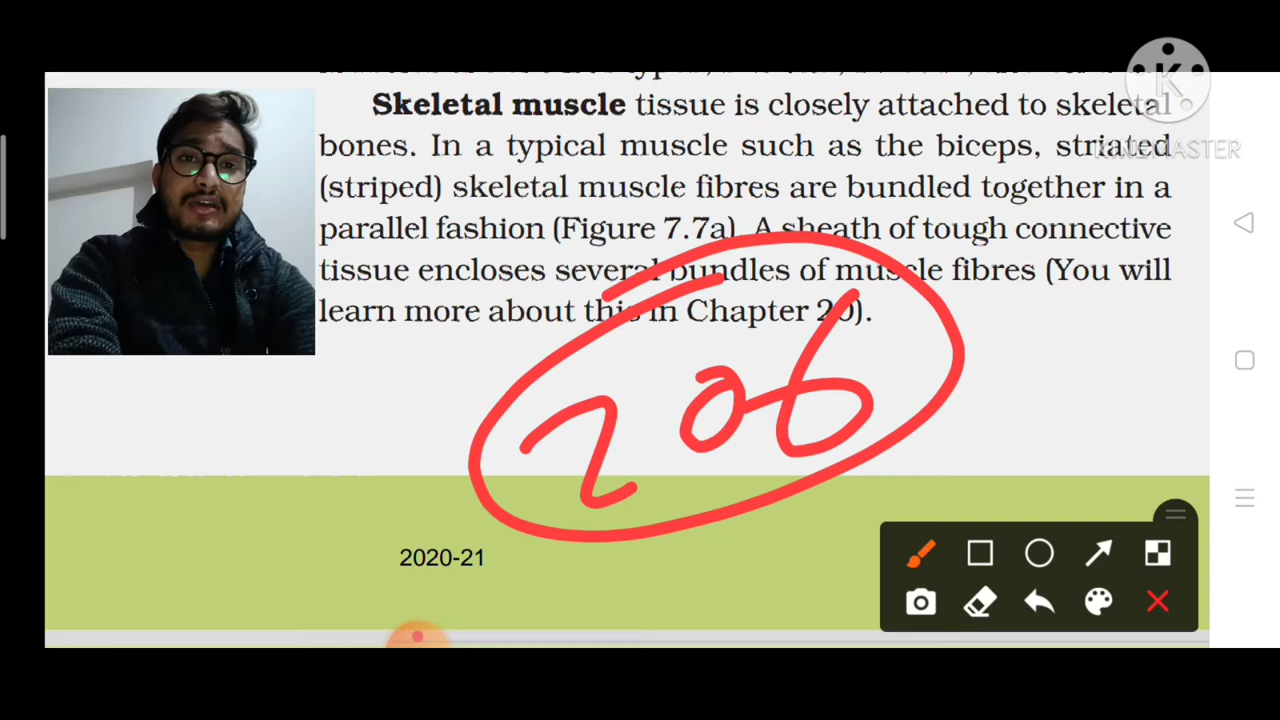 Skeletal muscle tissue is closely attached to skeletal
bones. In a typical muscle such as the biceps, striated
(striped) skeletal muscle fibres are bundled together in a
parallel fashion (Figure 7.7a). A sheath of tough connective
tissue encloses several bundles of muscle fibres (You will
learn more about this in Chapter 20).
206
2020-21
K
KINEMASTER